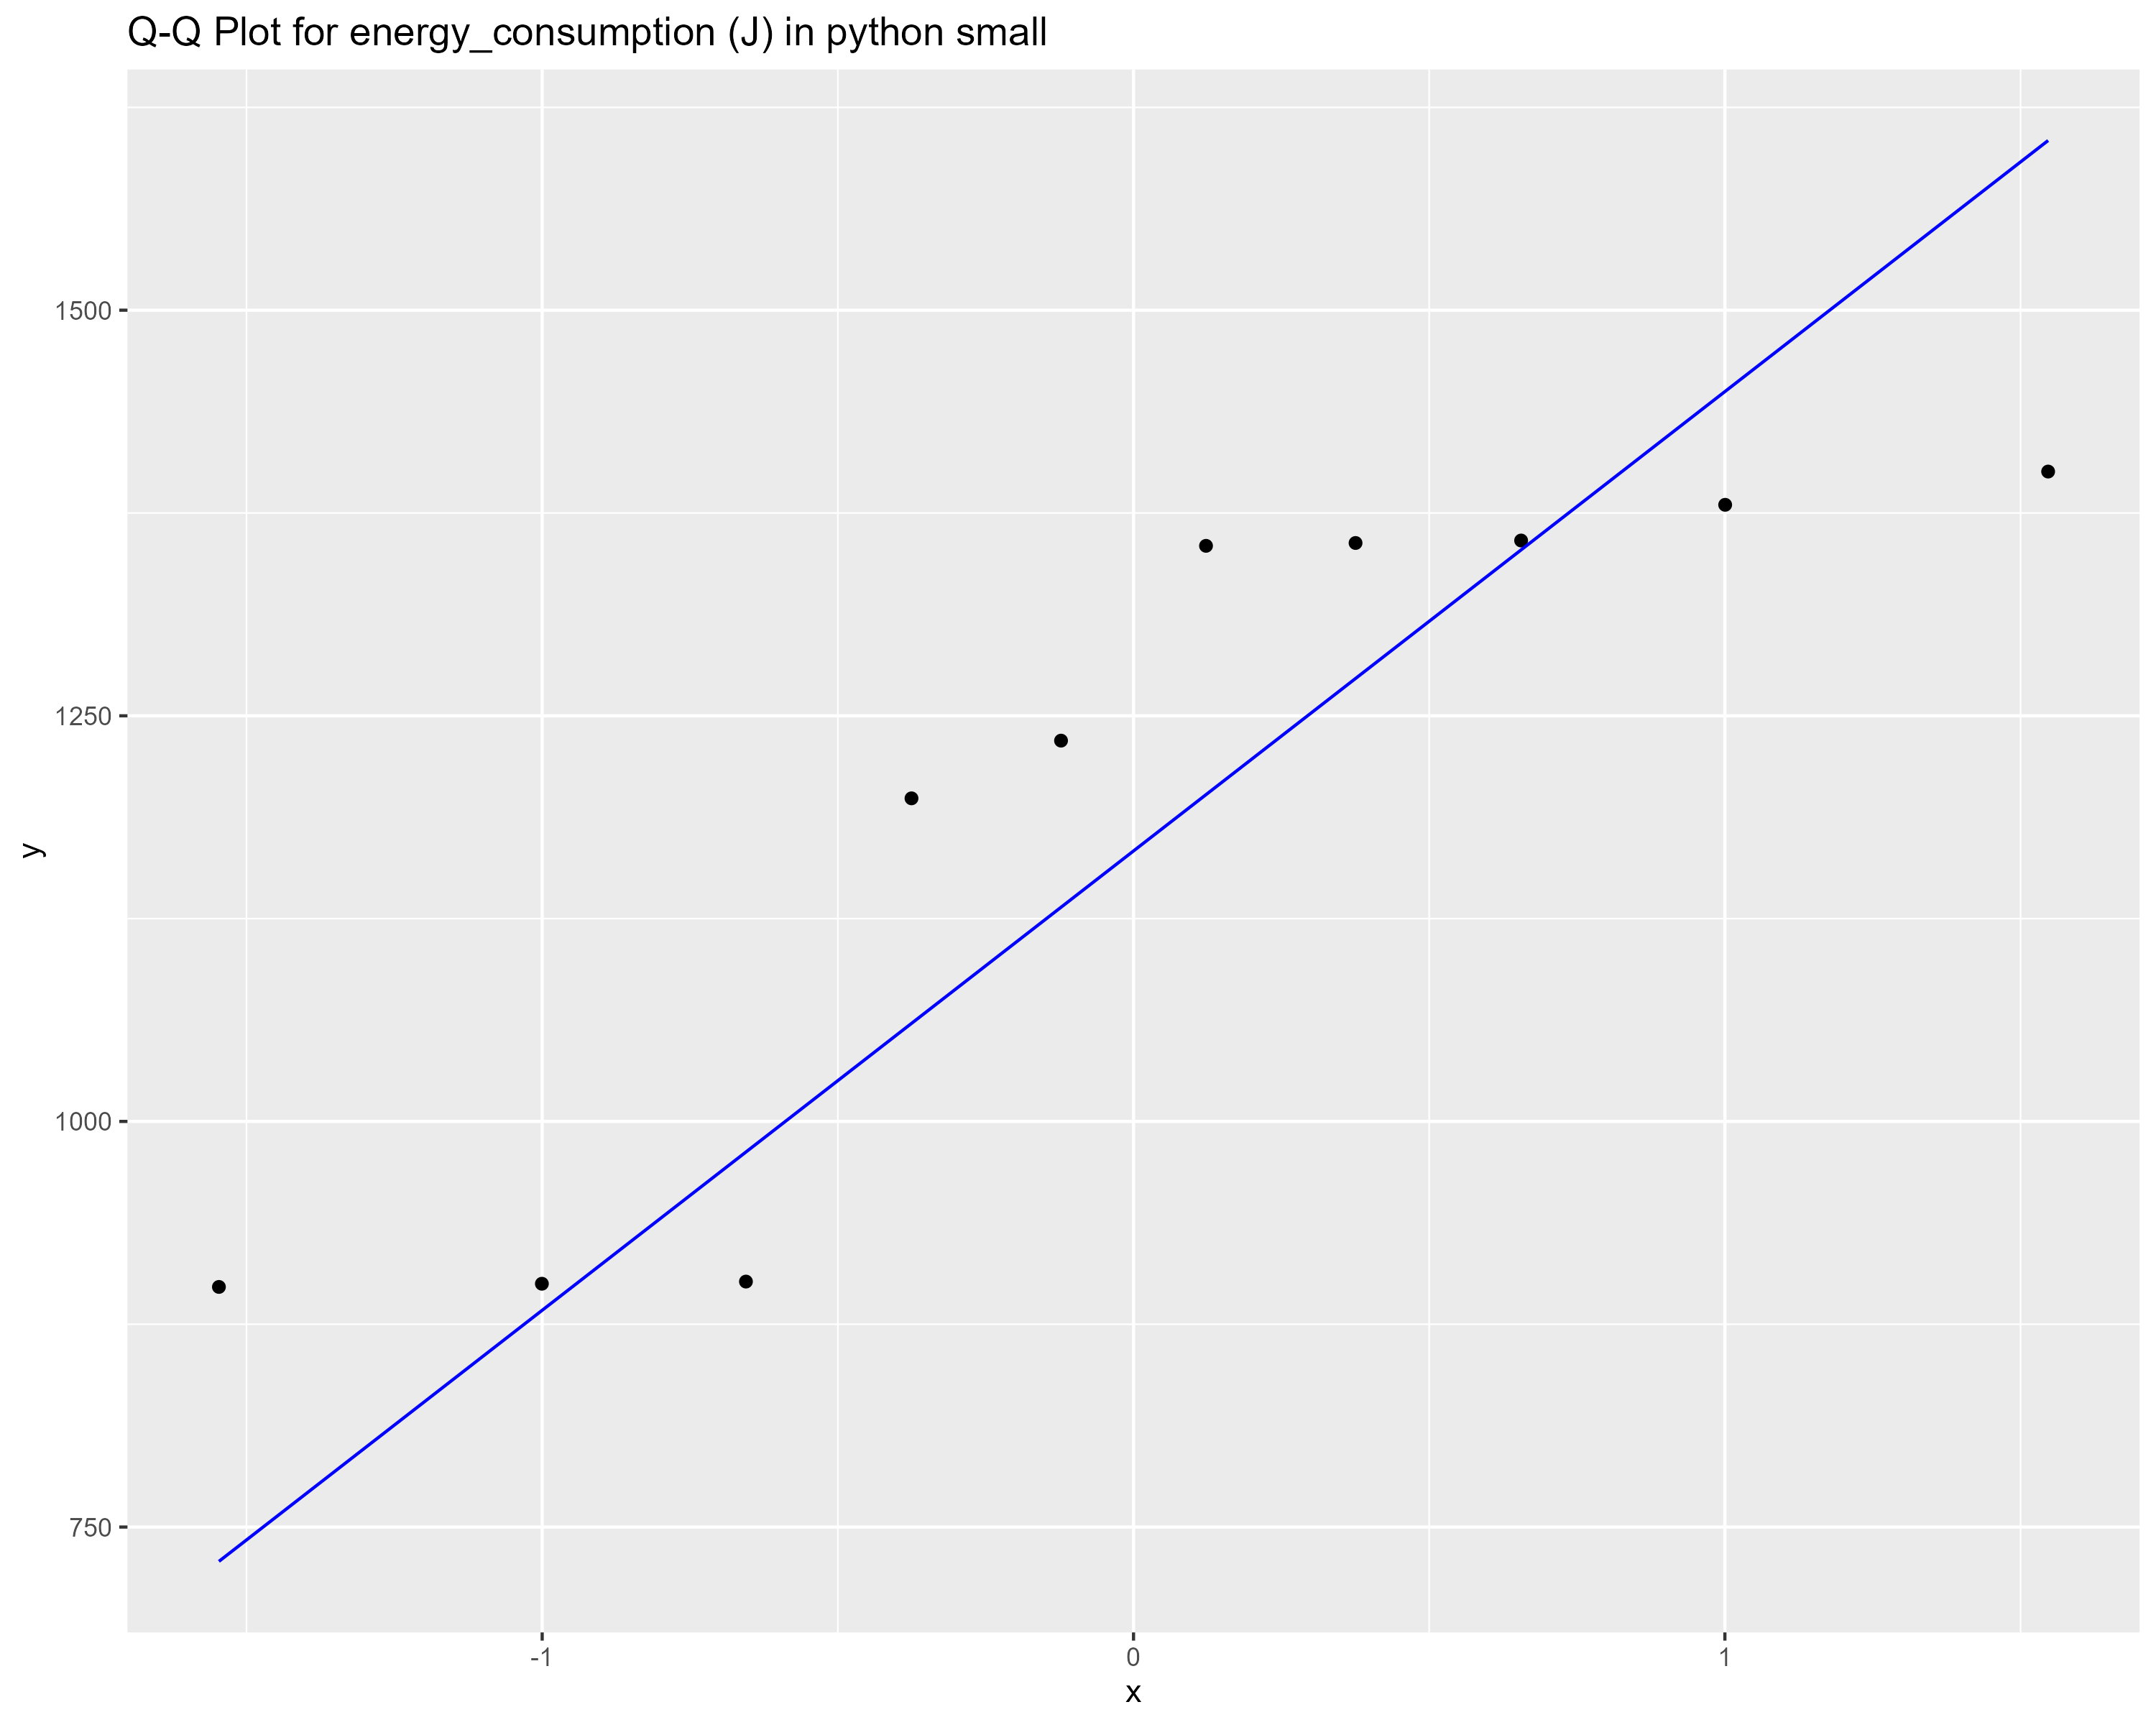 Q-Q Plot for energy_consumption (J) in python small
y
1500
1250
1000
750
-1 0 1
x